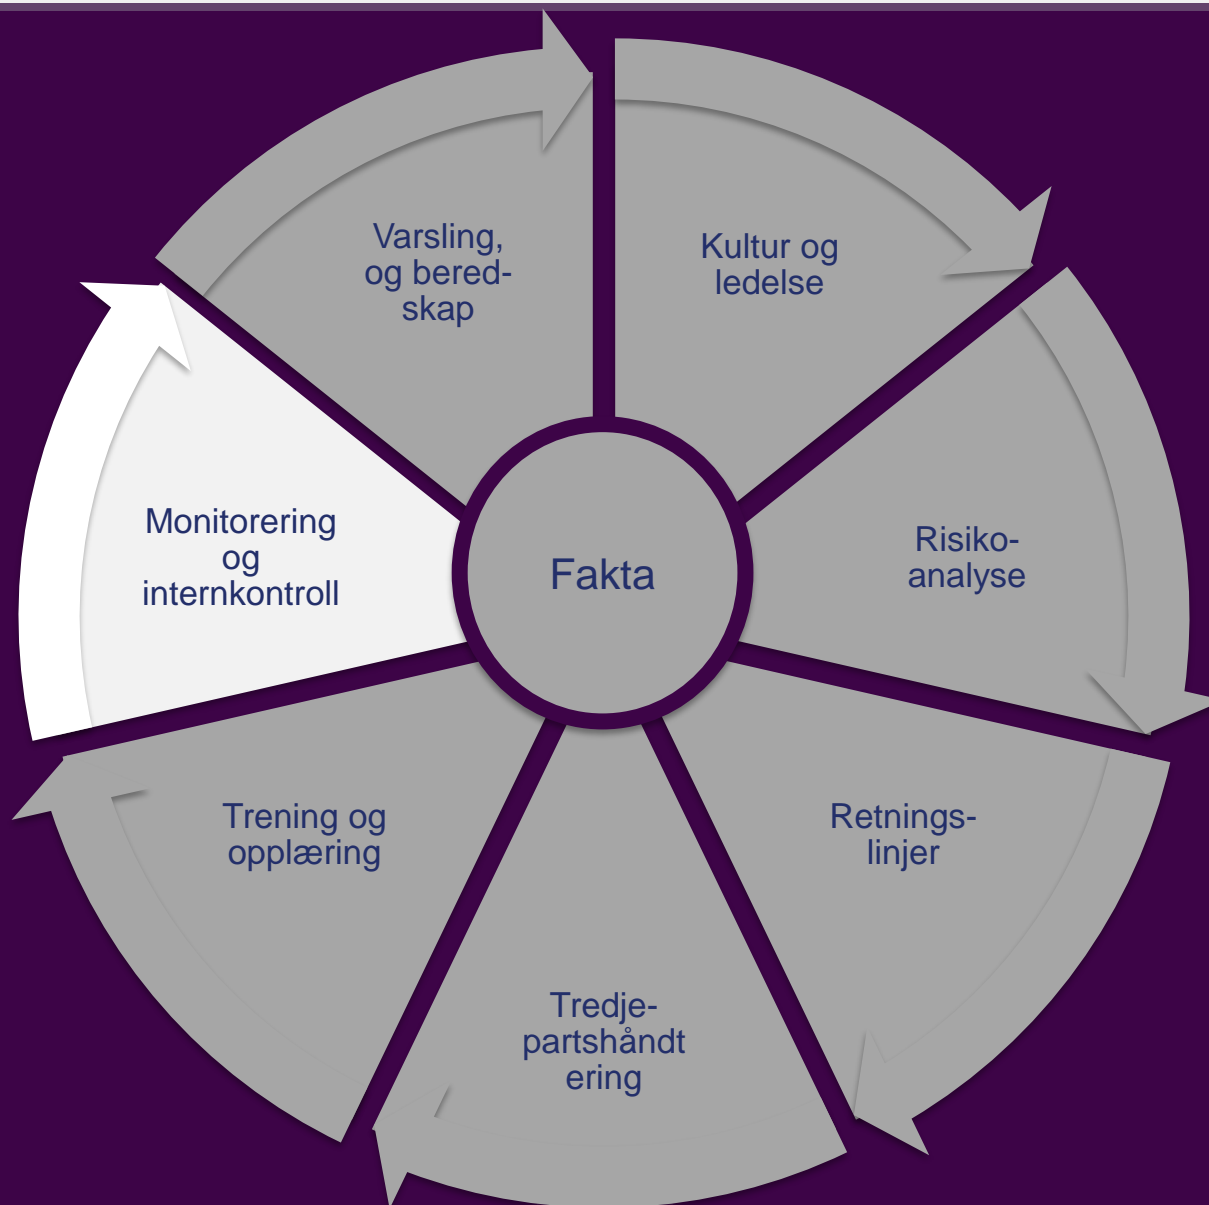 Varsling,
og bered-
skap
Kultur og
ledelse
Monitorering
og
internkontroll
Fakta
Risiko-
analyse
Trening og
opplæring
Retnings-
linjer
Tredje-
partshåndt
ering